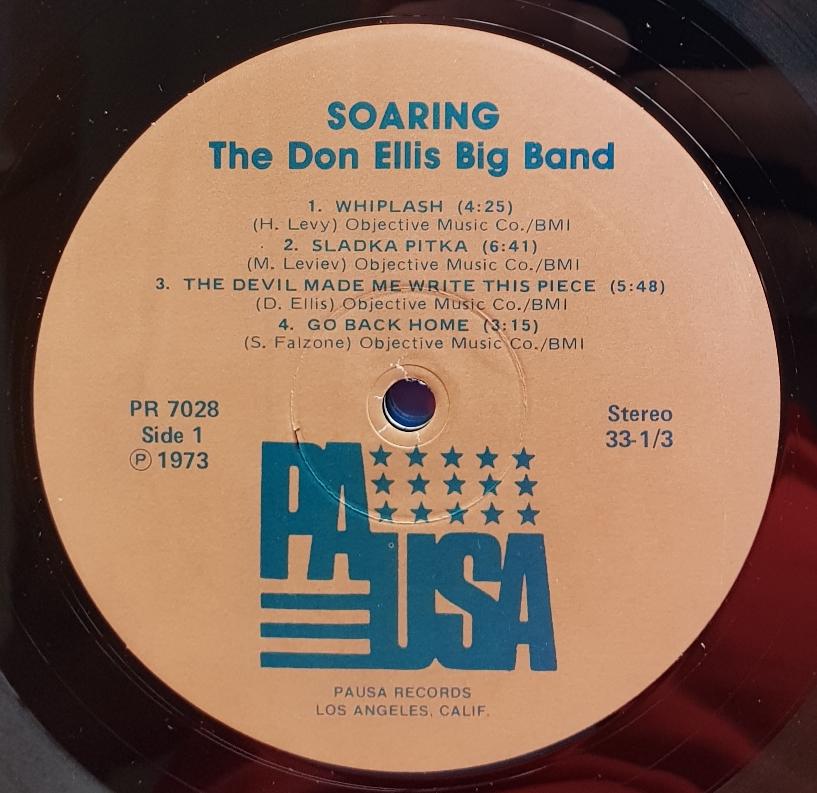 SOARING
The Don Ellis Big Band
1. WHIPLASH (4:25)
(H. Levy) Objective Music Co./BMI
2. SLADKA PITKA (6:41)
(M. Leviev) Objective Music Co./BMI
3. THE DEVIL MADE ME WRITE THIS PIECE (5:48)
(D. Ellis) Objective Music Co./BMI
4. GO BACK HOME (3:15)
(S. Falzone) Objective Music Co./BMI
PR 7028
Side 1
Ⓟ 1973
Stereo
33-1/3
PAUSA
PAUSA RECORDS
LOS ANGELES, CALIF.